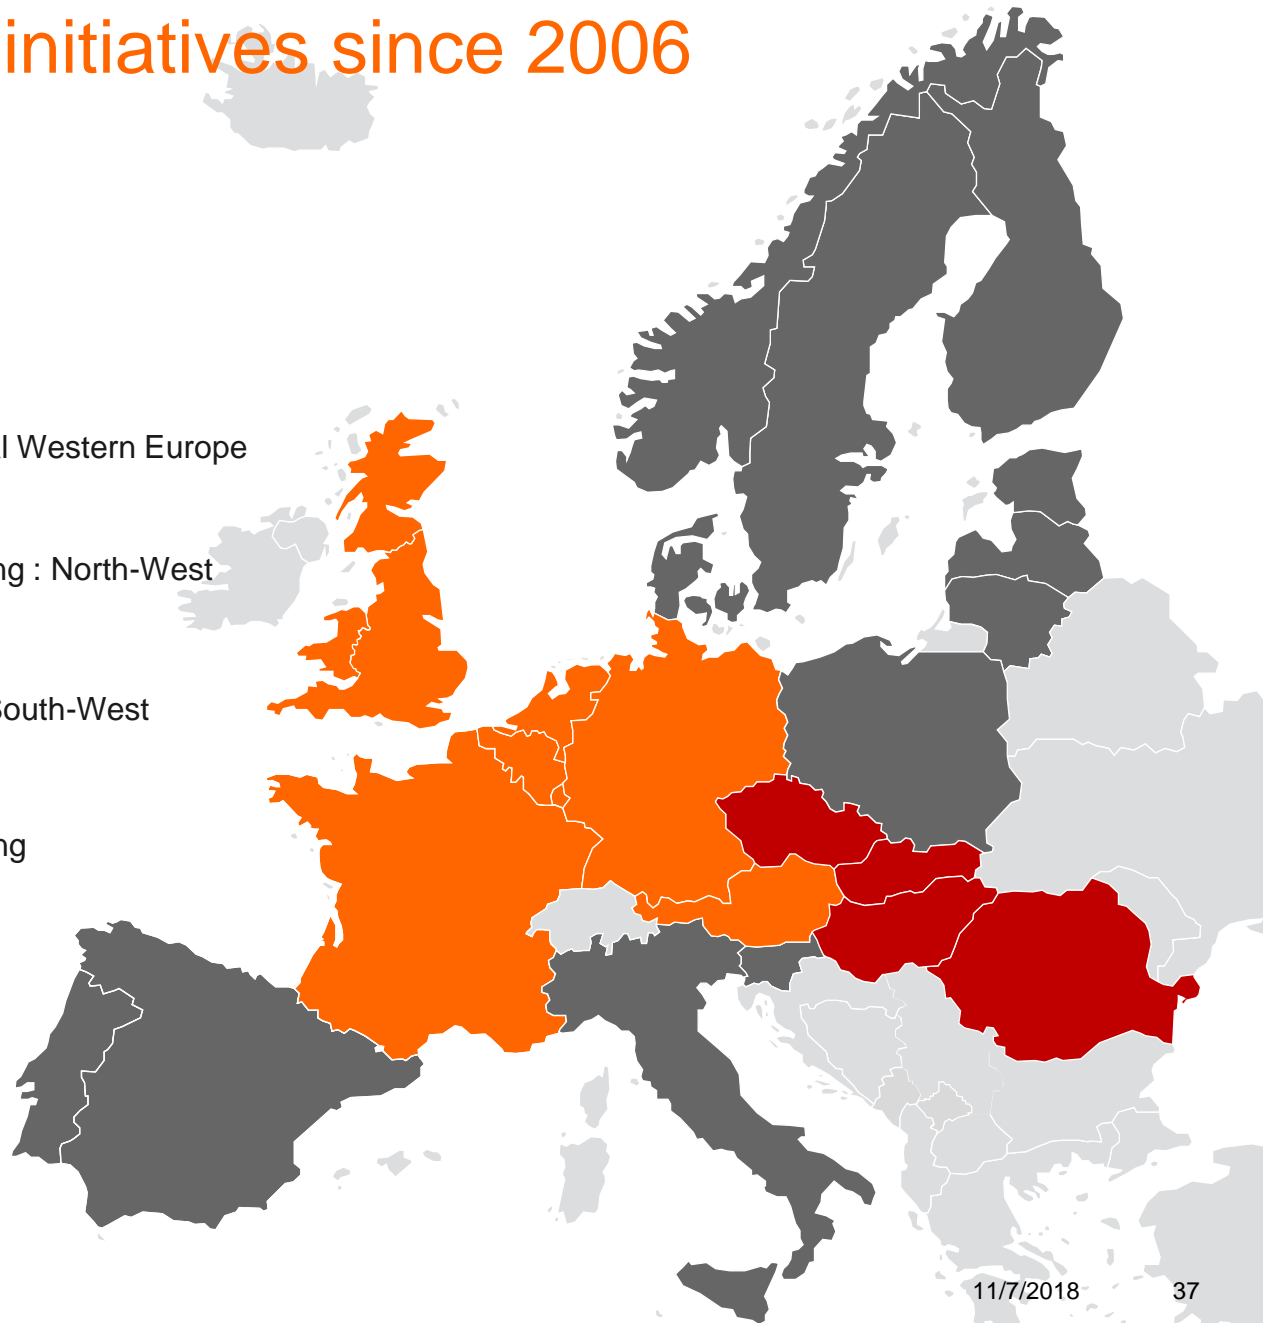 initiatives since 2006
l Western Europe
ng : North-West
South-West
ng
11/7/2018 37